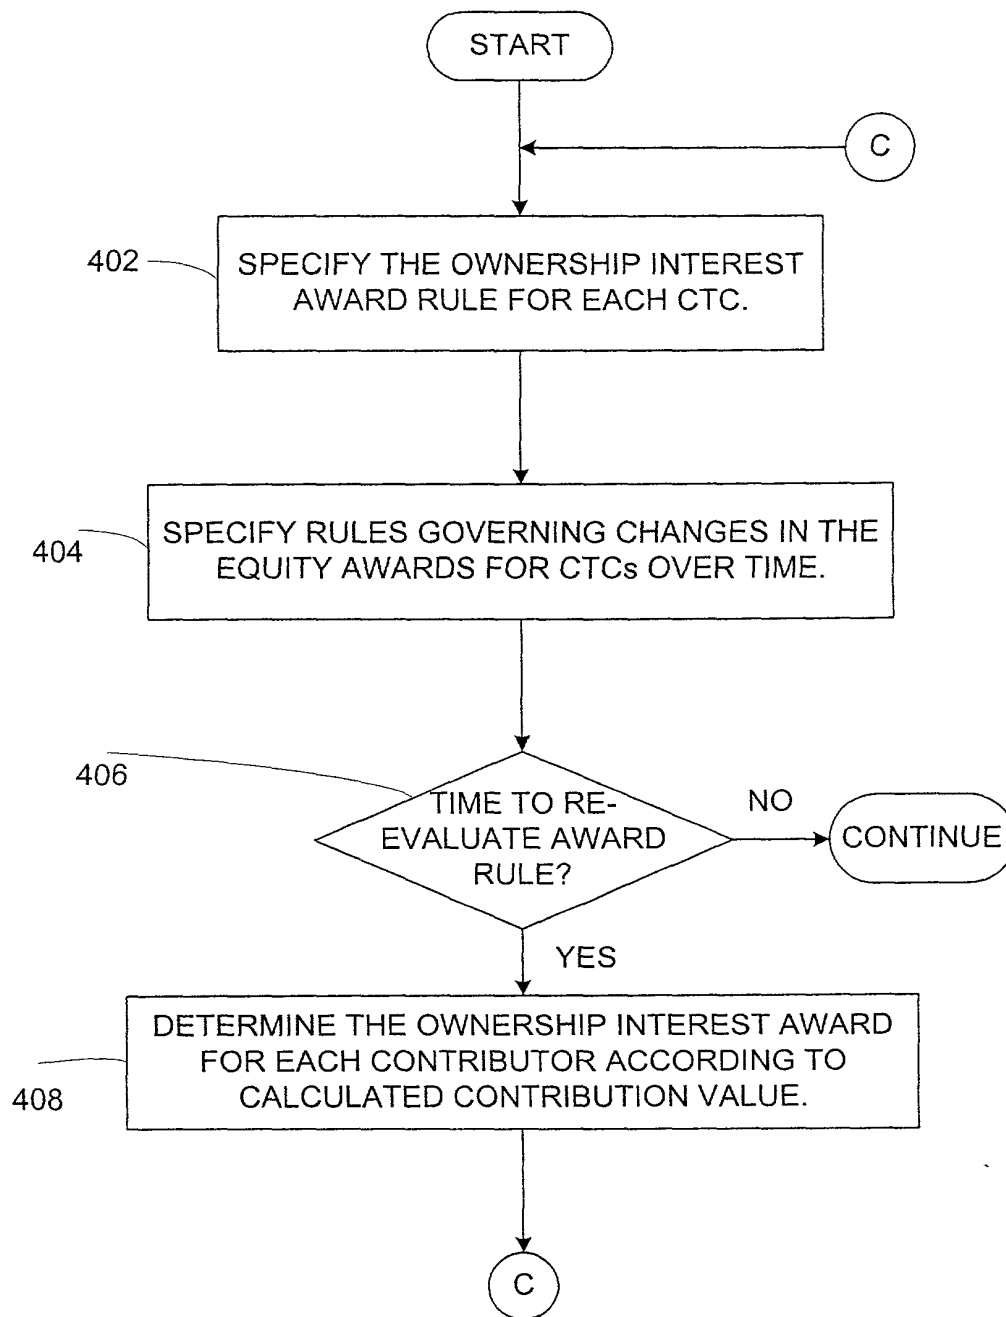 START
C
402
SPECIFY THE OWNERSHIP INTEREST
AWARD RULE FOR EACH CTC.
404
SPECIFY RULES GOVERNING CHANGES IN THE
EQUITY AWARDS FOR CTCs OVER TIME.
406
TIME TO RE-
EVALUATE AWARD
RULE?
NO
CONTINUE
YES
408
DETERMINE THE OWNERSHIP INTEREST AWARD
FOR EACH CONTRIBUTOR ACCORDING TO
CALCULATED CONTRIBUTION VALUE.
C